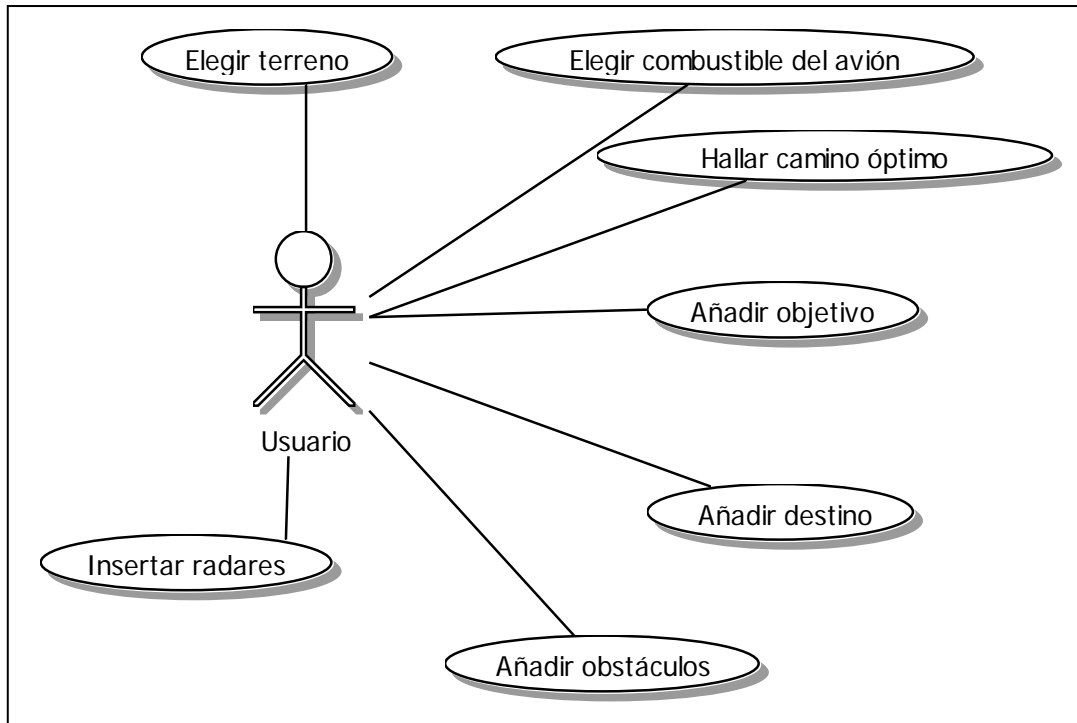 Elegir terreno
Elegir combustible del avión
Hallar camino óptimo
Añadir objetivo
Usuario
Añadir destino
Insertar radares
Añadir obstáculos